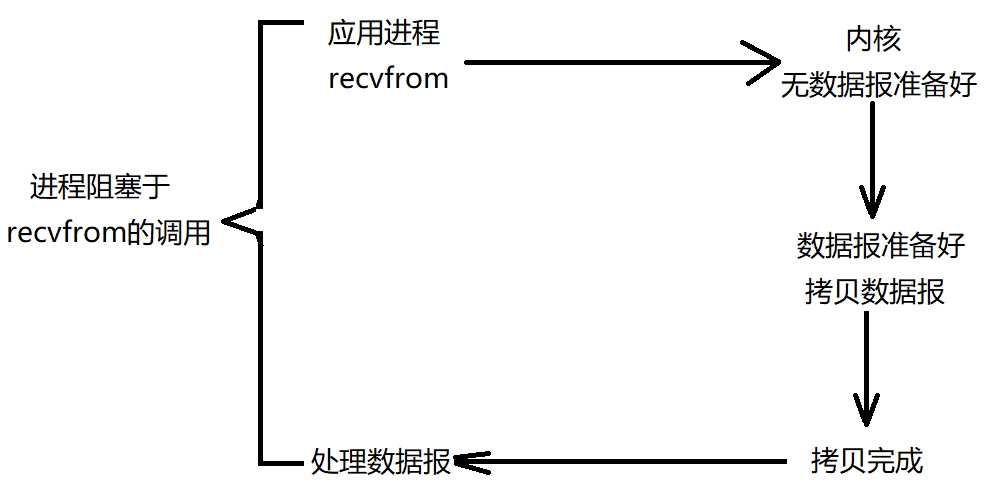 应用进程
recvfrom
内核
无数据报准备好
进程阻塞于
recvfrom的调用
数据报准备好
拷贝数据报
处理数据报
拷贝完成